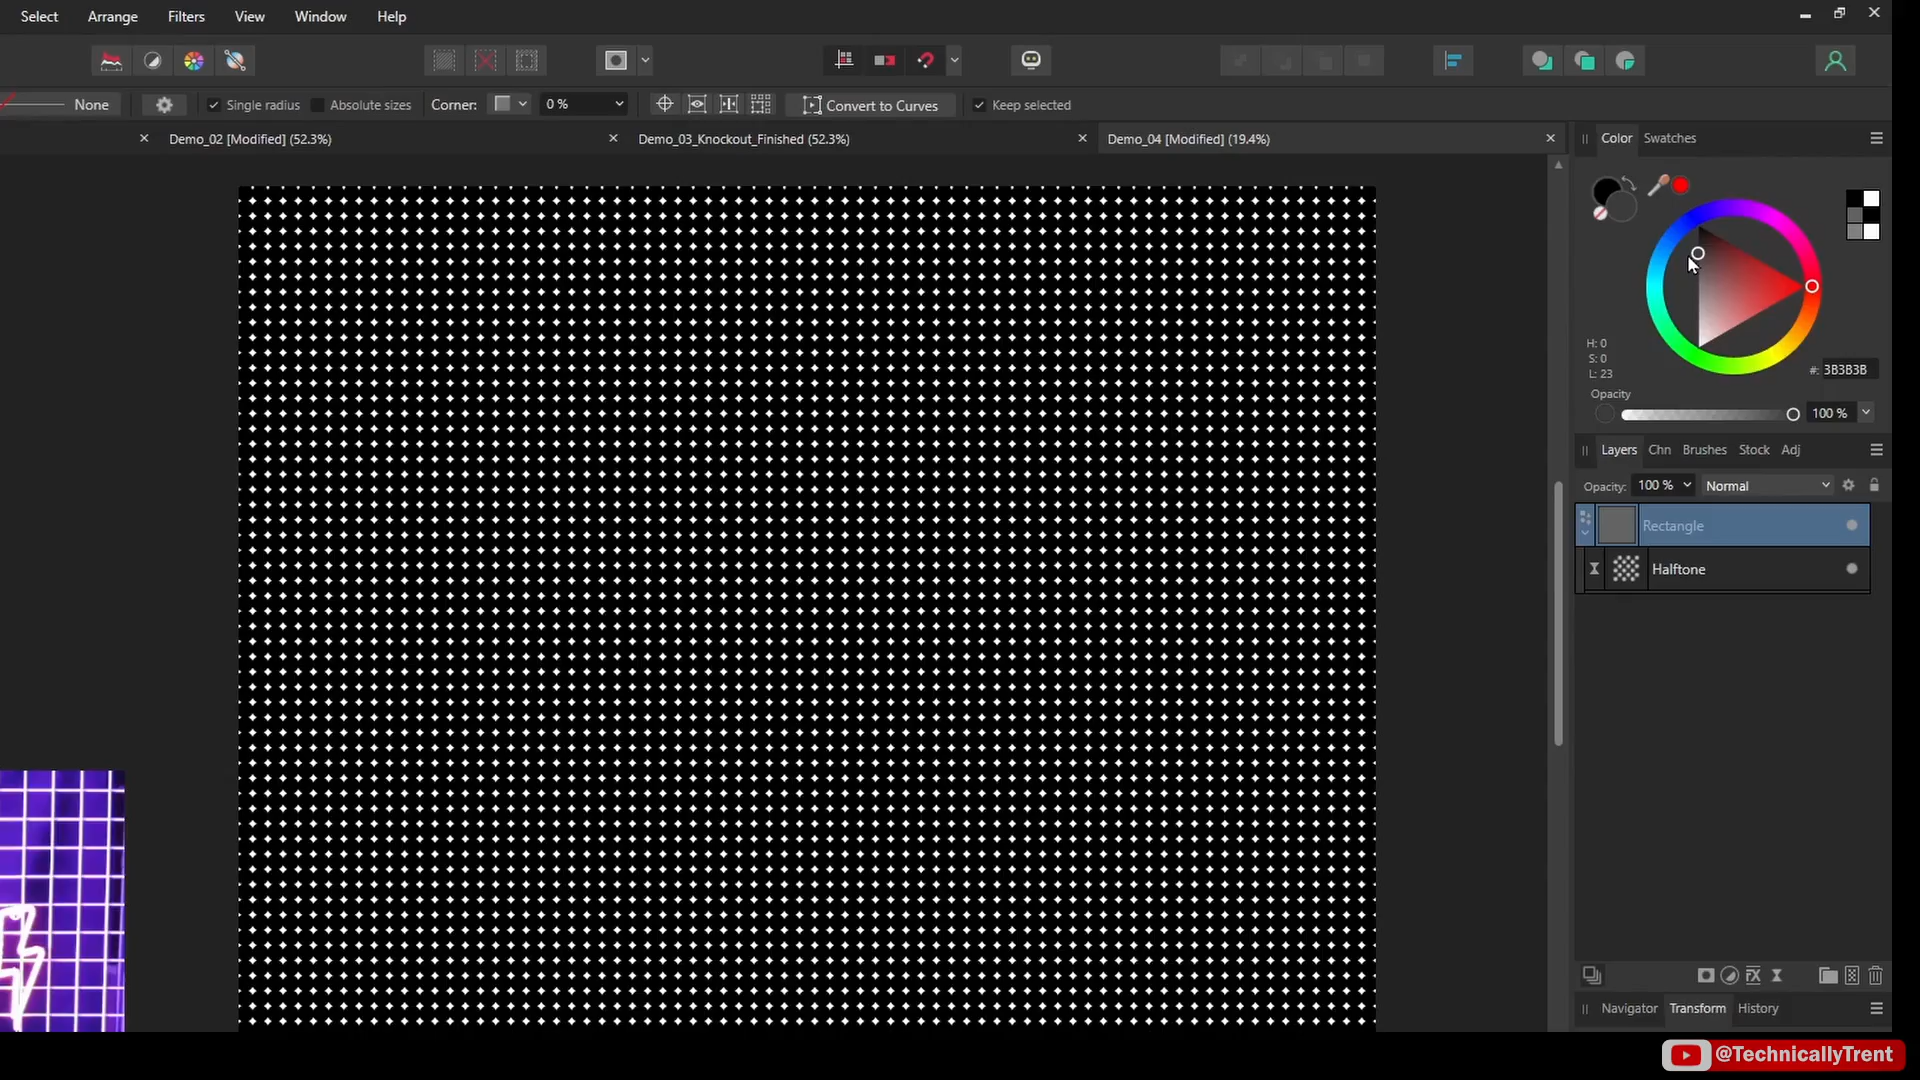 Select Arrange Filters View Window Help
None Single radius Absolute sizes Corner: 0 % Convert to Curves Keep selected
Demo_02 [Modified] (52.3%) Demo_03_Knockout_Finished (52.3%) Demo_04 [Modified] (19.4%)
Color Swatches
H: 0
S: 0
L: 23
#: 3B3B3B
Opacity
100 %
Layers Chn Brushes Stock Adj
Opacity: 100 % Normal
Rectangle
Halftone
Navigator Transform History
@TechnicallyTrent